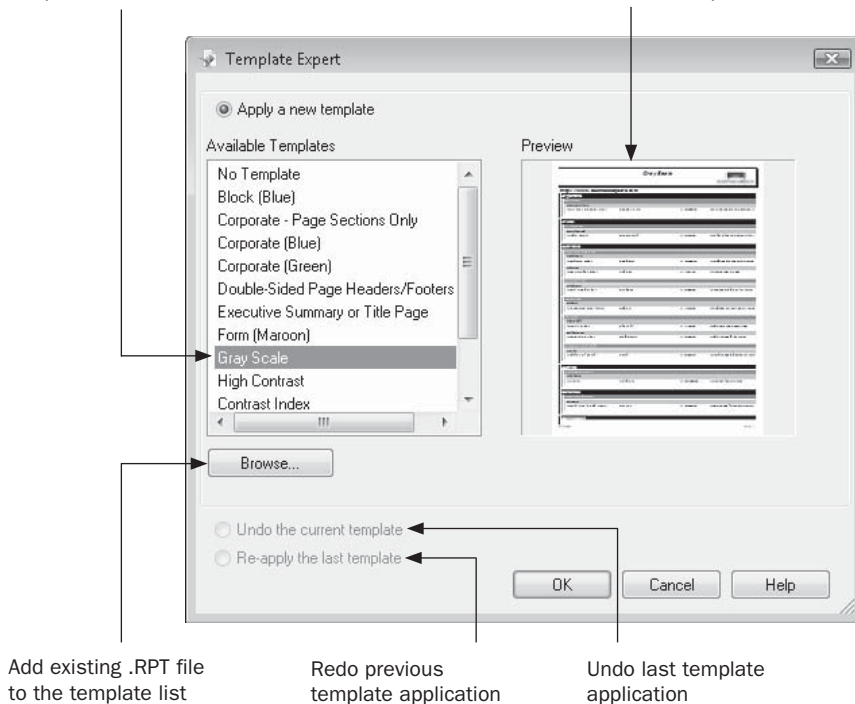 Template Expert
Apply a new template
Available Templates
Preview
No Template
Block (Blue)
Corporate - Page Sections Only
Corporate (Blue)
Corporate (Green)
Double-Sided Page Headers/Footers
Executive Summary or Title Page
Form (Maroon)
Gray Scale
High Contrast
Contrast Index
Gray Scale
Browse...
Undo the current template
Re-apply the last template
OK
Cancel
Help
Add existing .RPT file
to the template list
Redo previous
template application
Undo last template
application